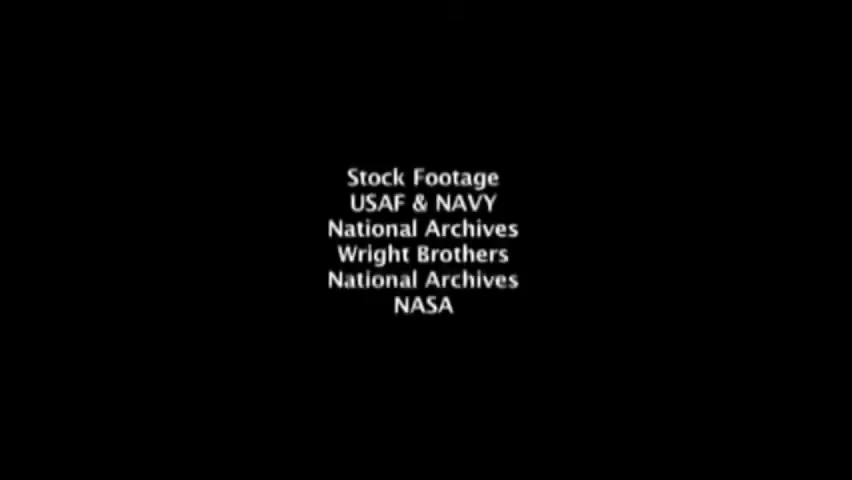 Stock Footage
USAF & NAVY
National Archives
Wright Brothers
National Archives
NASA